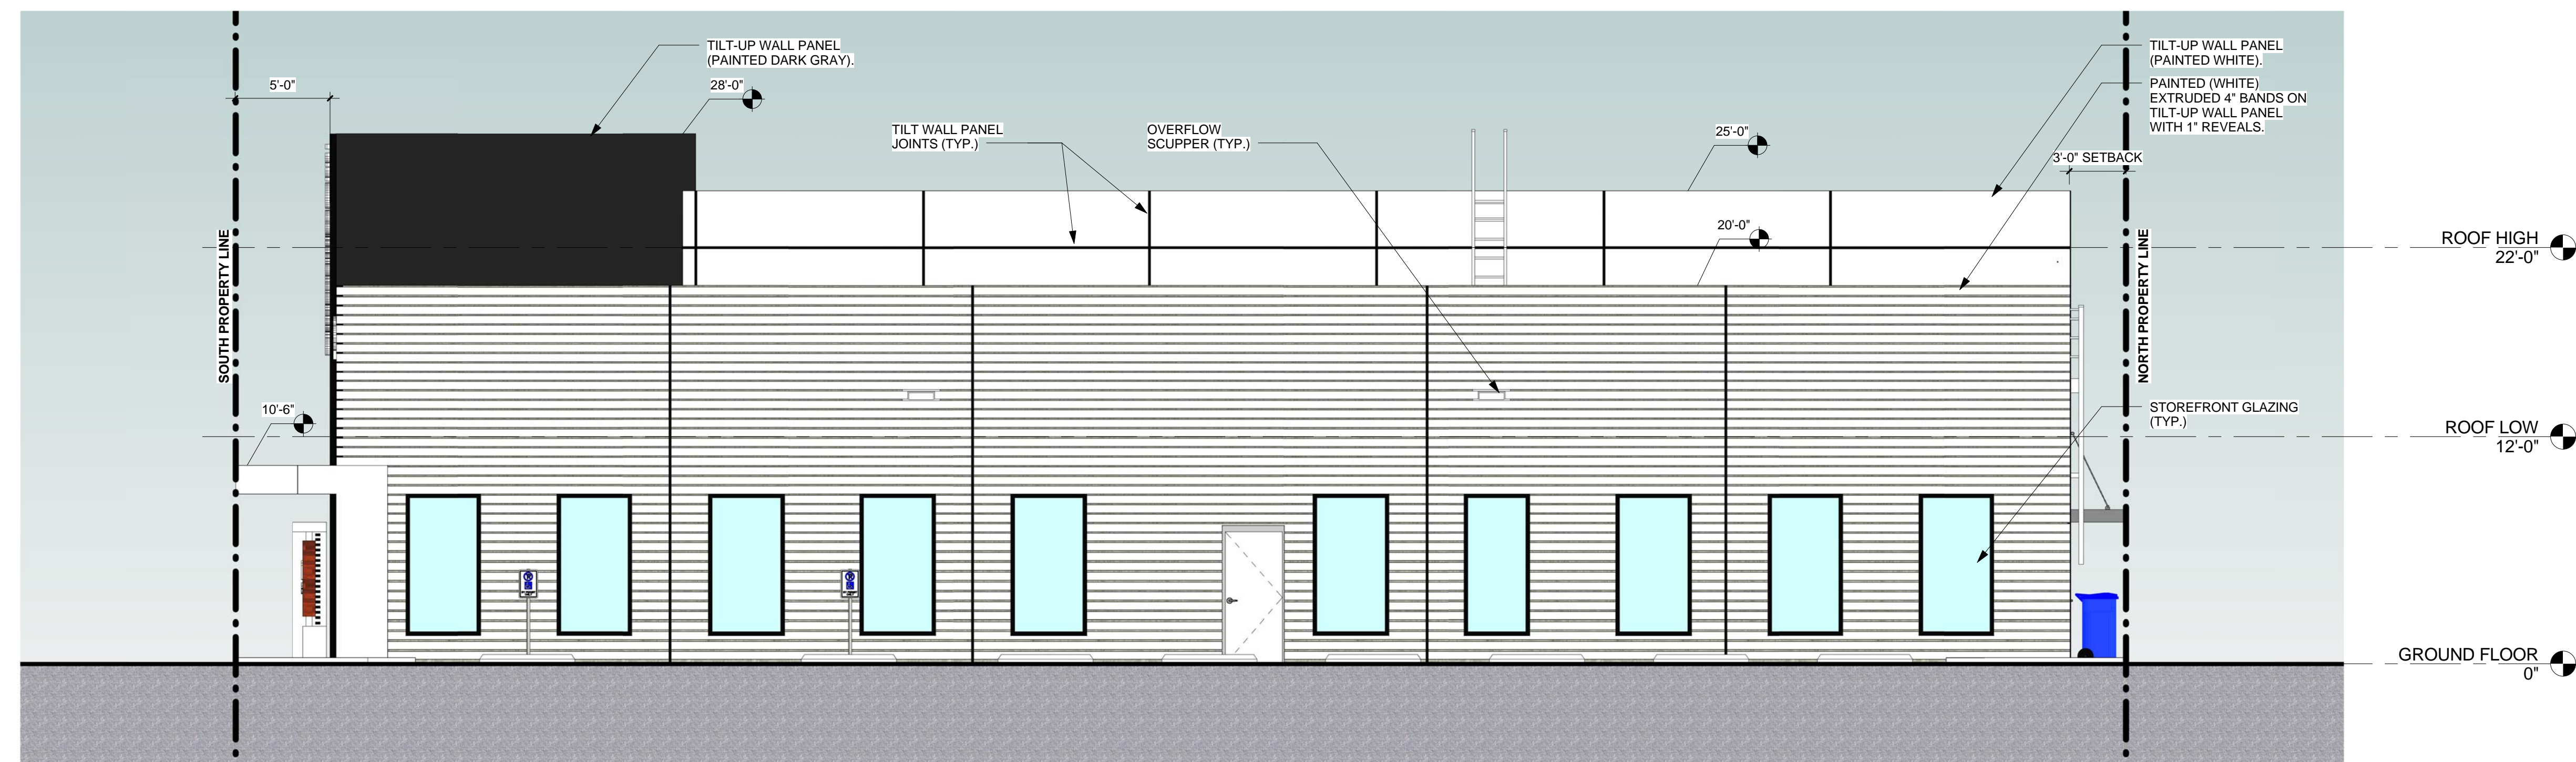 TILT-UP WALL PANEL
(PAINTED DARK GRAY).
5'-0"
28'-0"
TILT WALL PANEL
JOINTS (TYP.)
OVERFLOW
SCUPPER (TYP.)
25'-0"
TILT-UP WALL PANEL
(PAINTED WHITE).
PAINTED (WHITE)
EXTRUDED 4" BANDS ON
TILT-UP WALL PANEL
WITH 1" REVEALS.
3'-0" SETBACK
20'-0"
SOUTH PROPERTY LINE
NORTH PROPERTY LINE
ROOF HIGH
22'-0"
10'-6"
STOREFRONT GLAZING
(TYP.)
ROOF LOW
12'-0"
GROUND FLOOR
0"